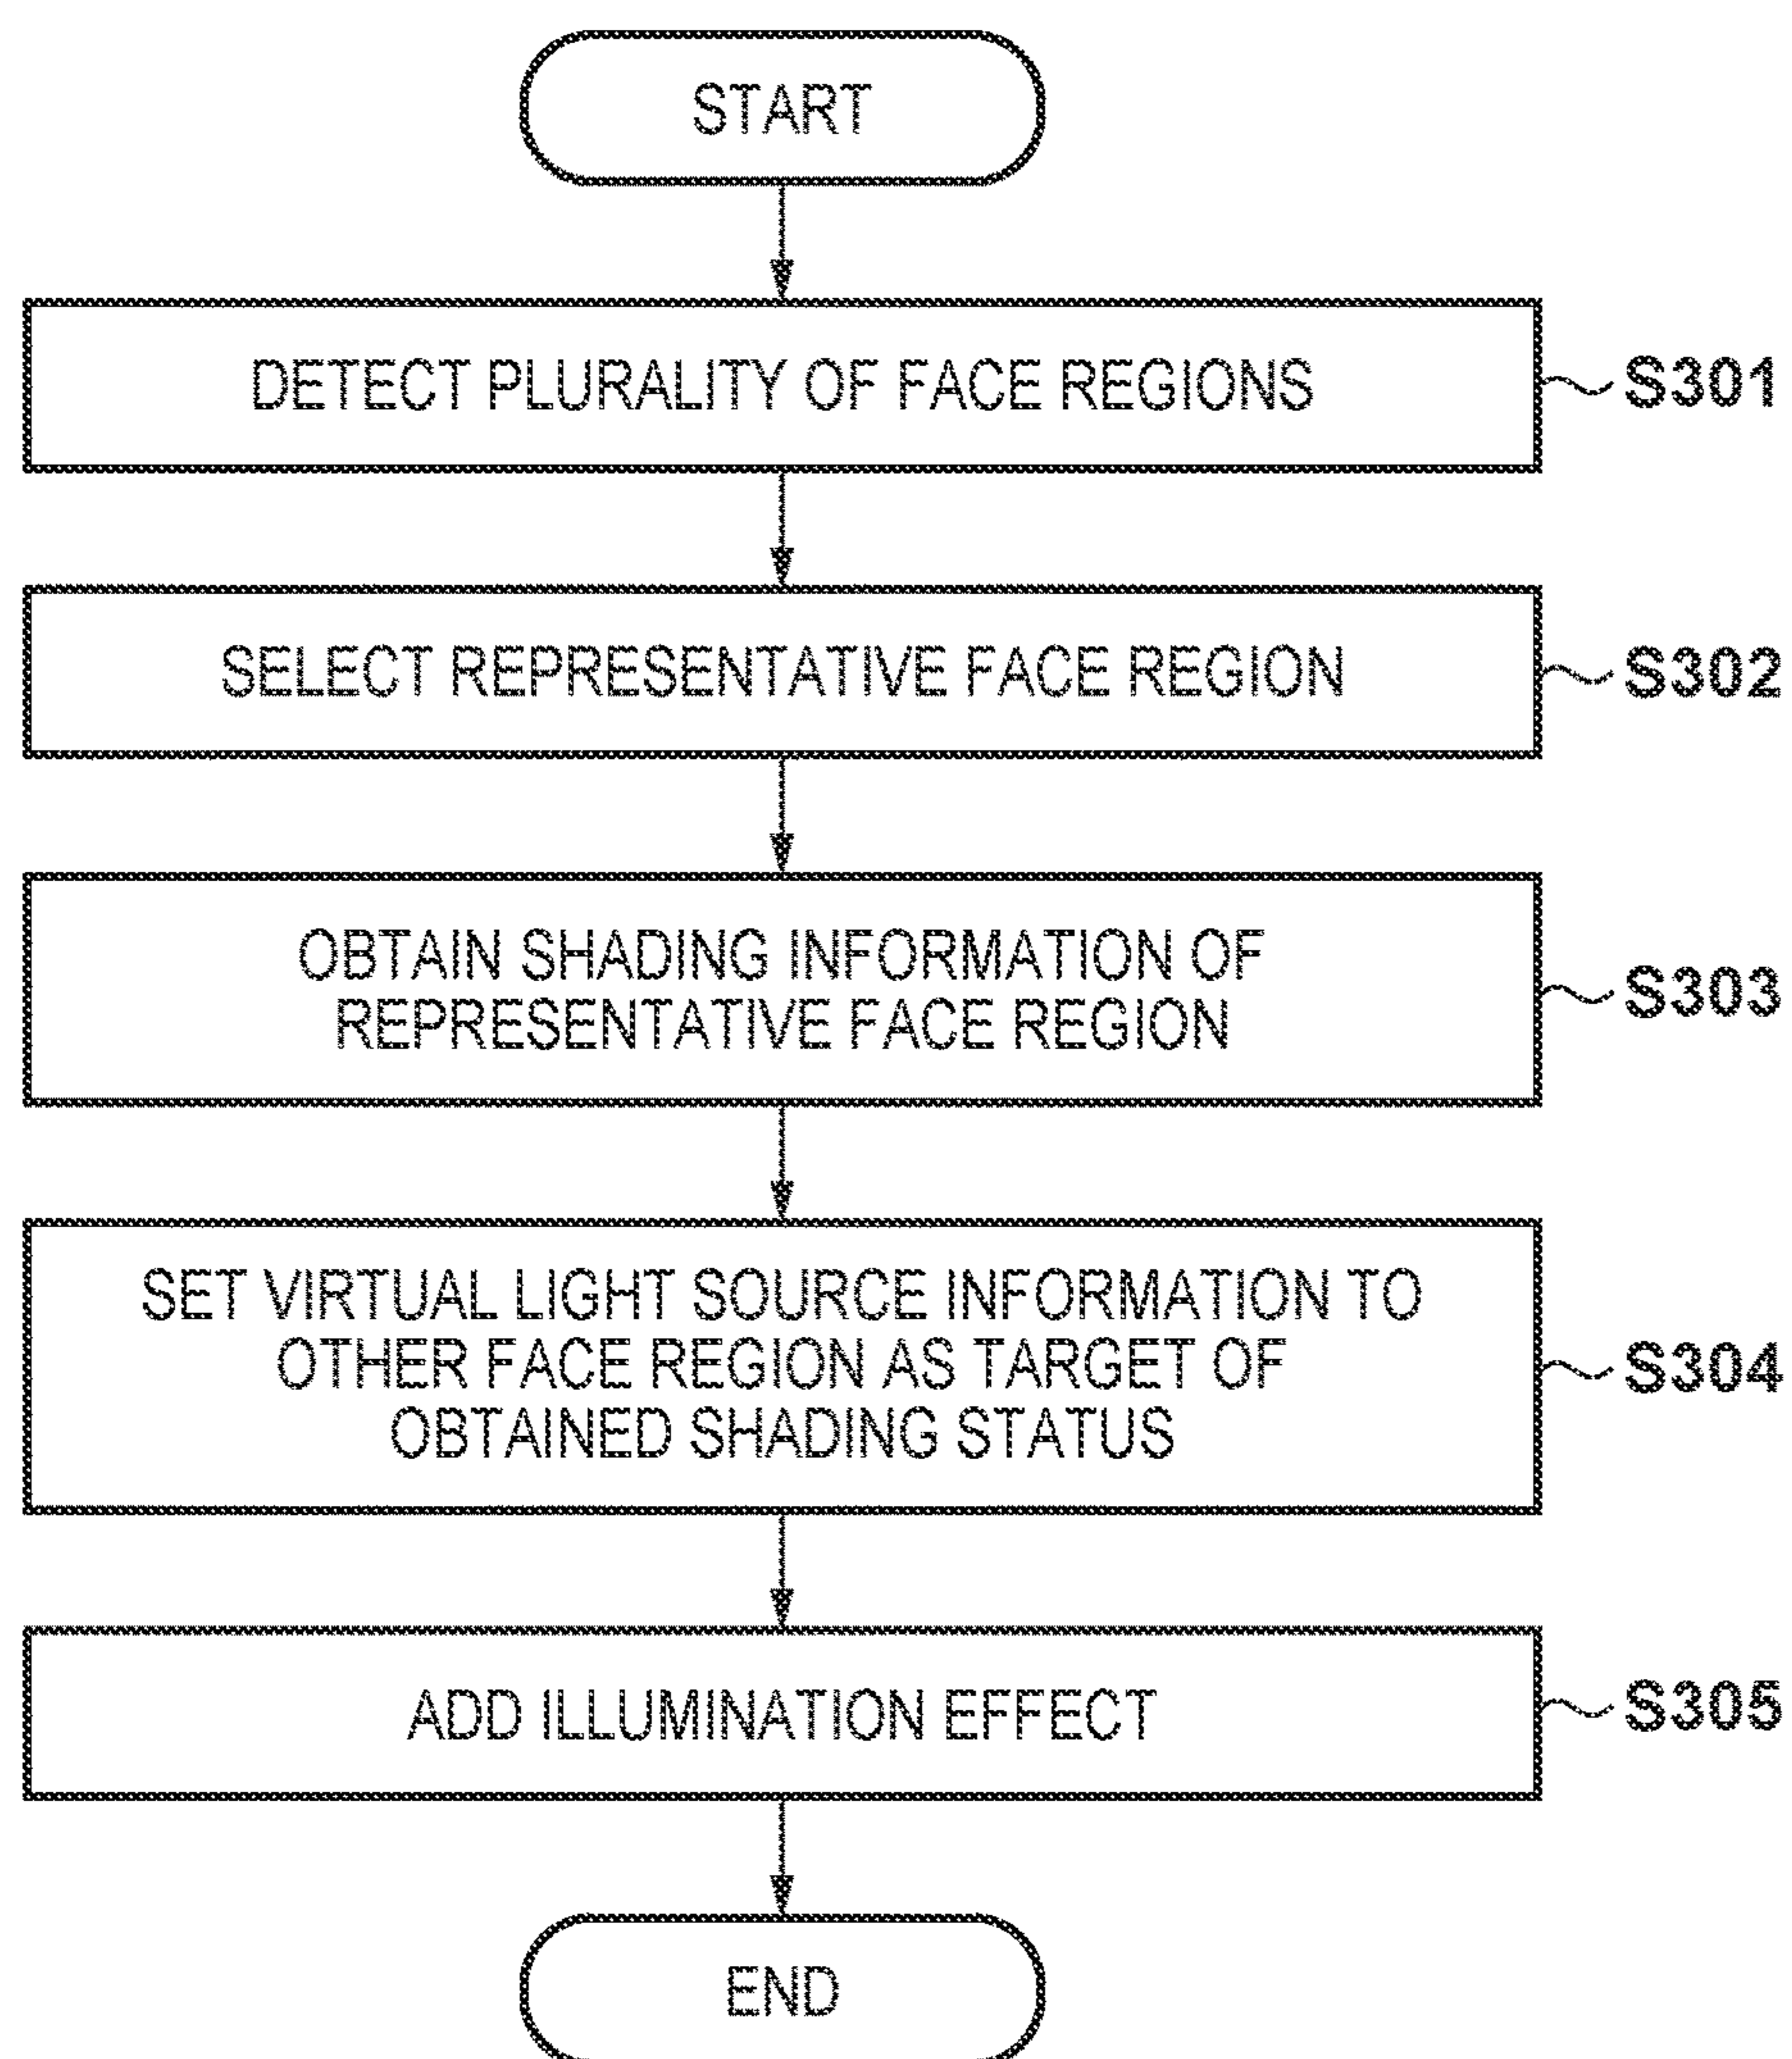 START
DETECT PLURALITY OF FACE REGIONS
S301
SELECT REPRESENTATIVE FACE REGION
S302
OBTAIN SHADING INFORMATION OF
REPRESENTATIVE FACE REGION
S303
SET VIRTUAL LIGHT SOURCE INFORMATION TO
OTHER FACE REGION AS TARGET OF
OBTAINED SHADING STATUS
S304
ADD ILLUMINATION EFFECT
S305
END